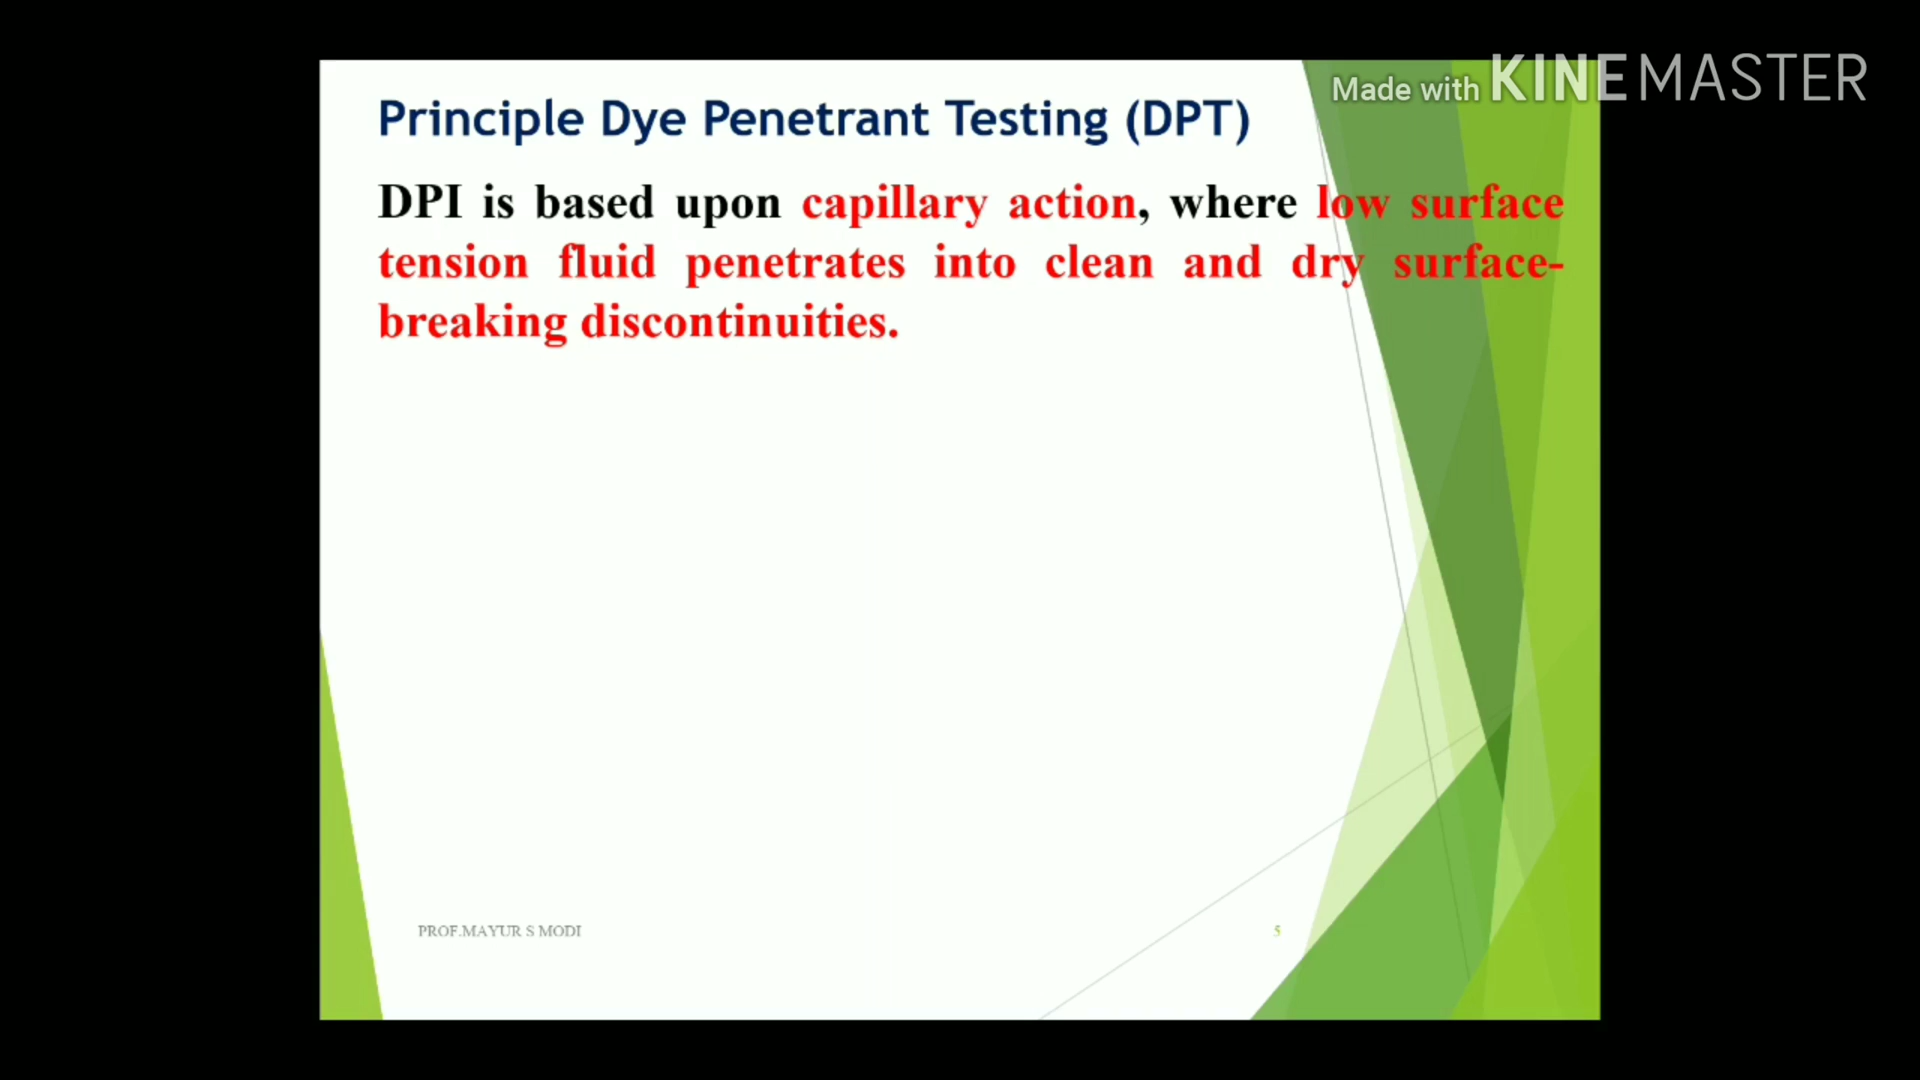 Made with KINEMASTER
Principle Dye Penetrant Testing (DPT)
DPI is based upon capillary action, where low surface
tension fluid penetrates into clean and dry surface-
breaking discontinuities.
PROF.MAYUR S MODI
5